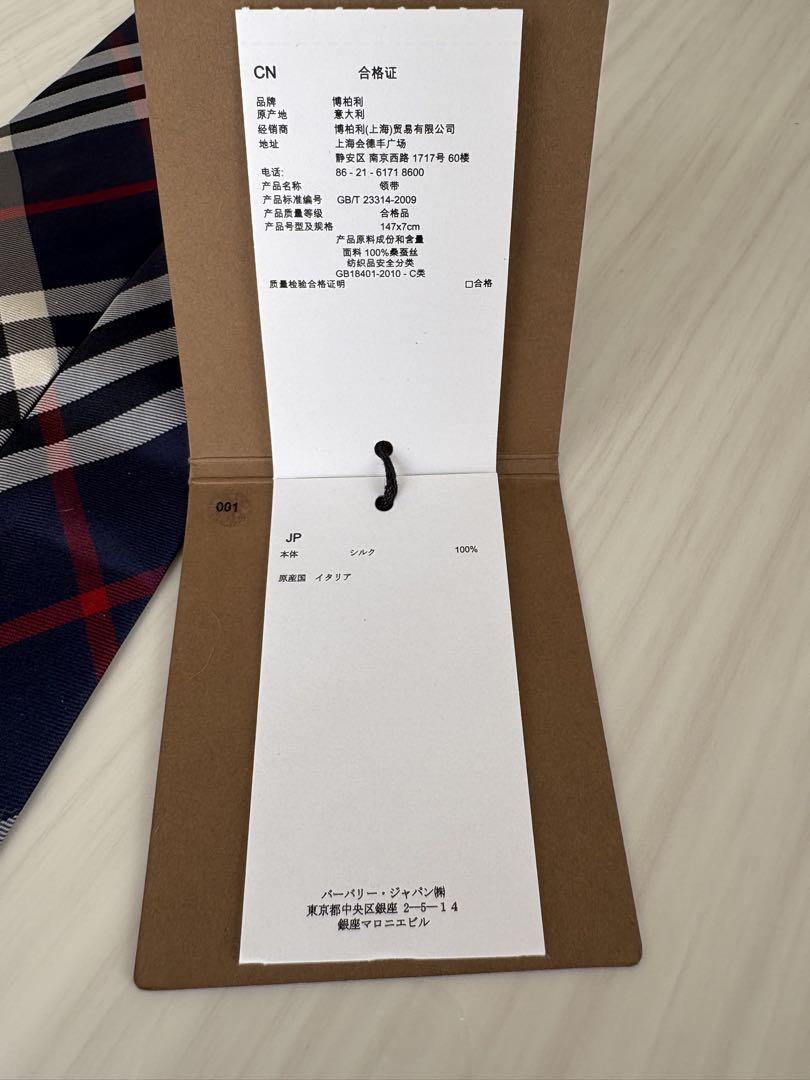 CN 合格证
品牌 博柏利
原产地 意大利
经销商 博柏利(上海)贸易有限公司
地址 上海会德丰广场
静安区 南京西路 1717号 60楼
电话: 86 - 21 - 6171 8600
产品名称 领带
产品标准编号 GB/T 23314-2009
产品质量等级 合格品
产品号型及规格 147x7cm
产品原料成份和含量
面料 100%桑蚕丝
纺织品安全分类
GB18401-2010 - C类
质量检验合格证明 □合格
001
JP
本体 シルク 100%
原産国 イタリア
バーバリー・ジャパン㈱
東京都中央区銀座 2―5―14
銀座マロニエビル